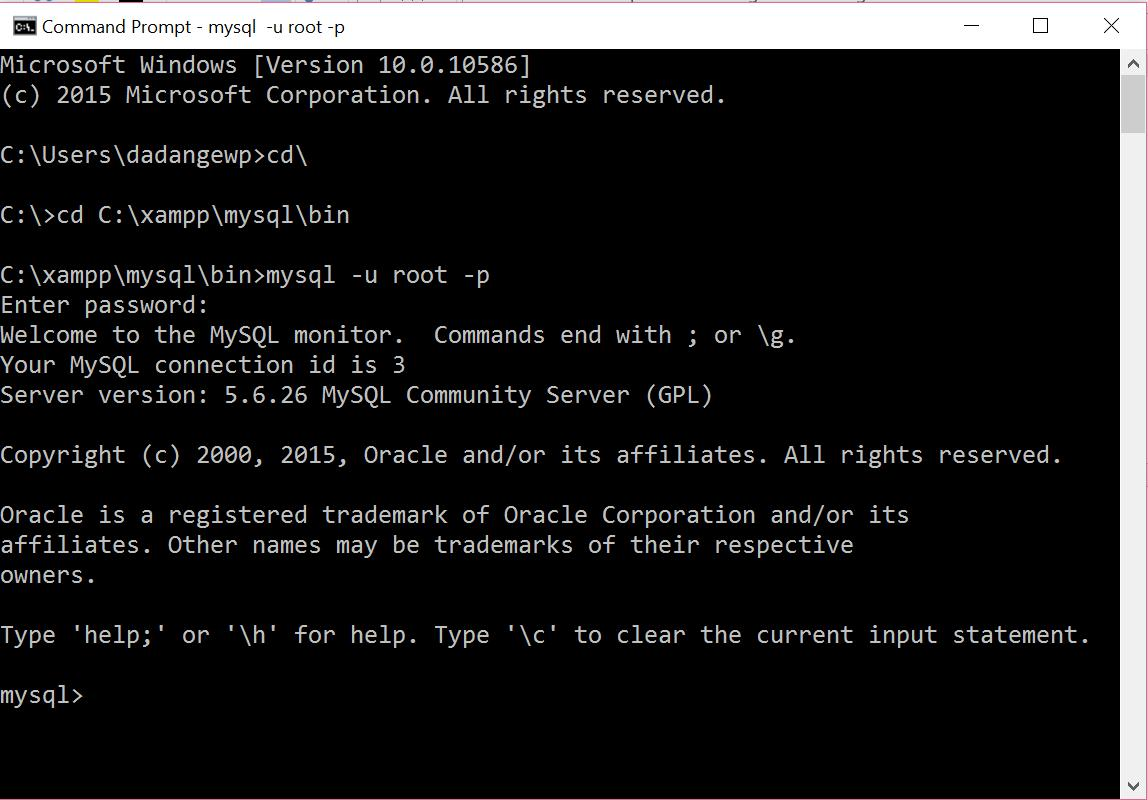 Command Prompt - mysql  -u root -p
Microsoft Windows [Version 10.0.10586]
(c) 2015 Microsoft Corporation. All rights reserved.
C:\Users\dadangewp>cd\
C:\>cd C:\xampp\mysql\bin
C:\xampp\mysql\bin>mysql -u root -p
Enter password:
Welcome to the MySQL monitor.  Commands end with ; or \g.
Your MySQL connection id is 3
Server version: 5.6.26 MySQL Community Server (GPL)
Copyright (c) 2000, 2015, Oracle and/or its affiliates. All rights reserved.
Oracle is a registered trademark of Oracle Corporation and/or its
affiliates. Other names may be trademarks of their respective
owners.
Type 'help;' or '\h' for help. Type '\c' to clear the current input statement.
mysql>